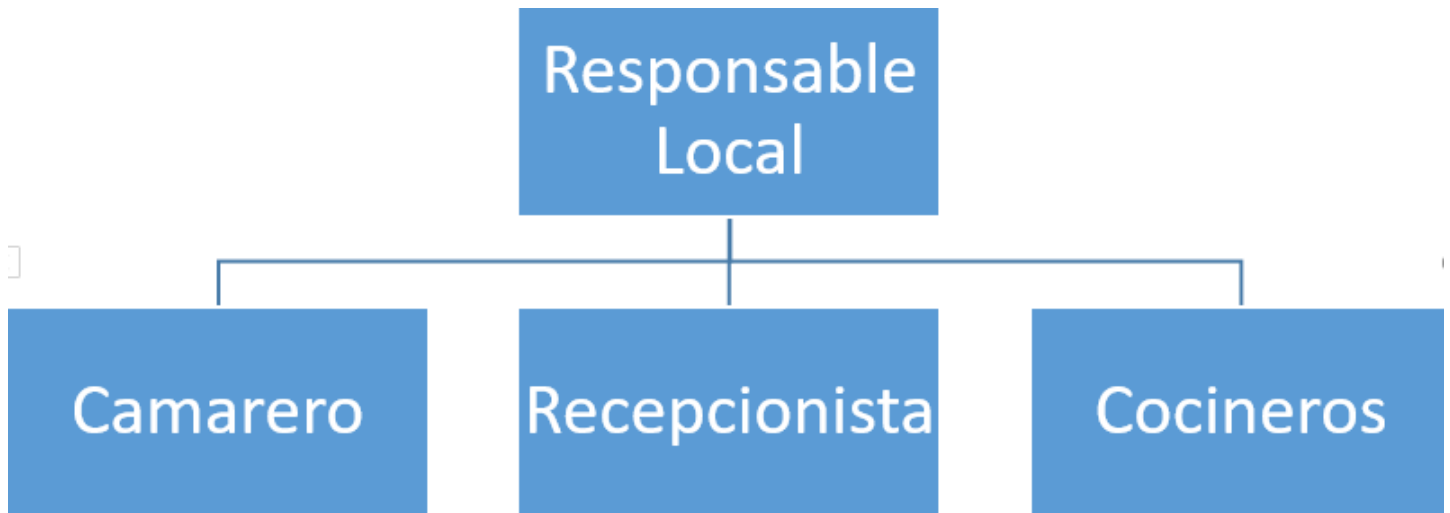 Responsable
Local
Camarero
Recepcionista
Cocineros